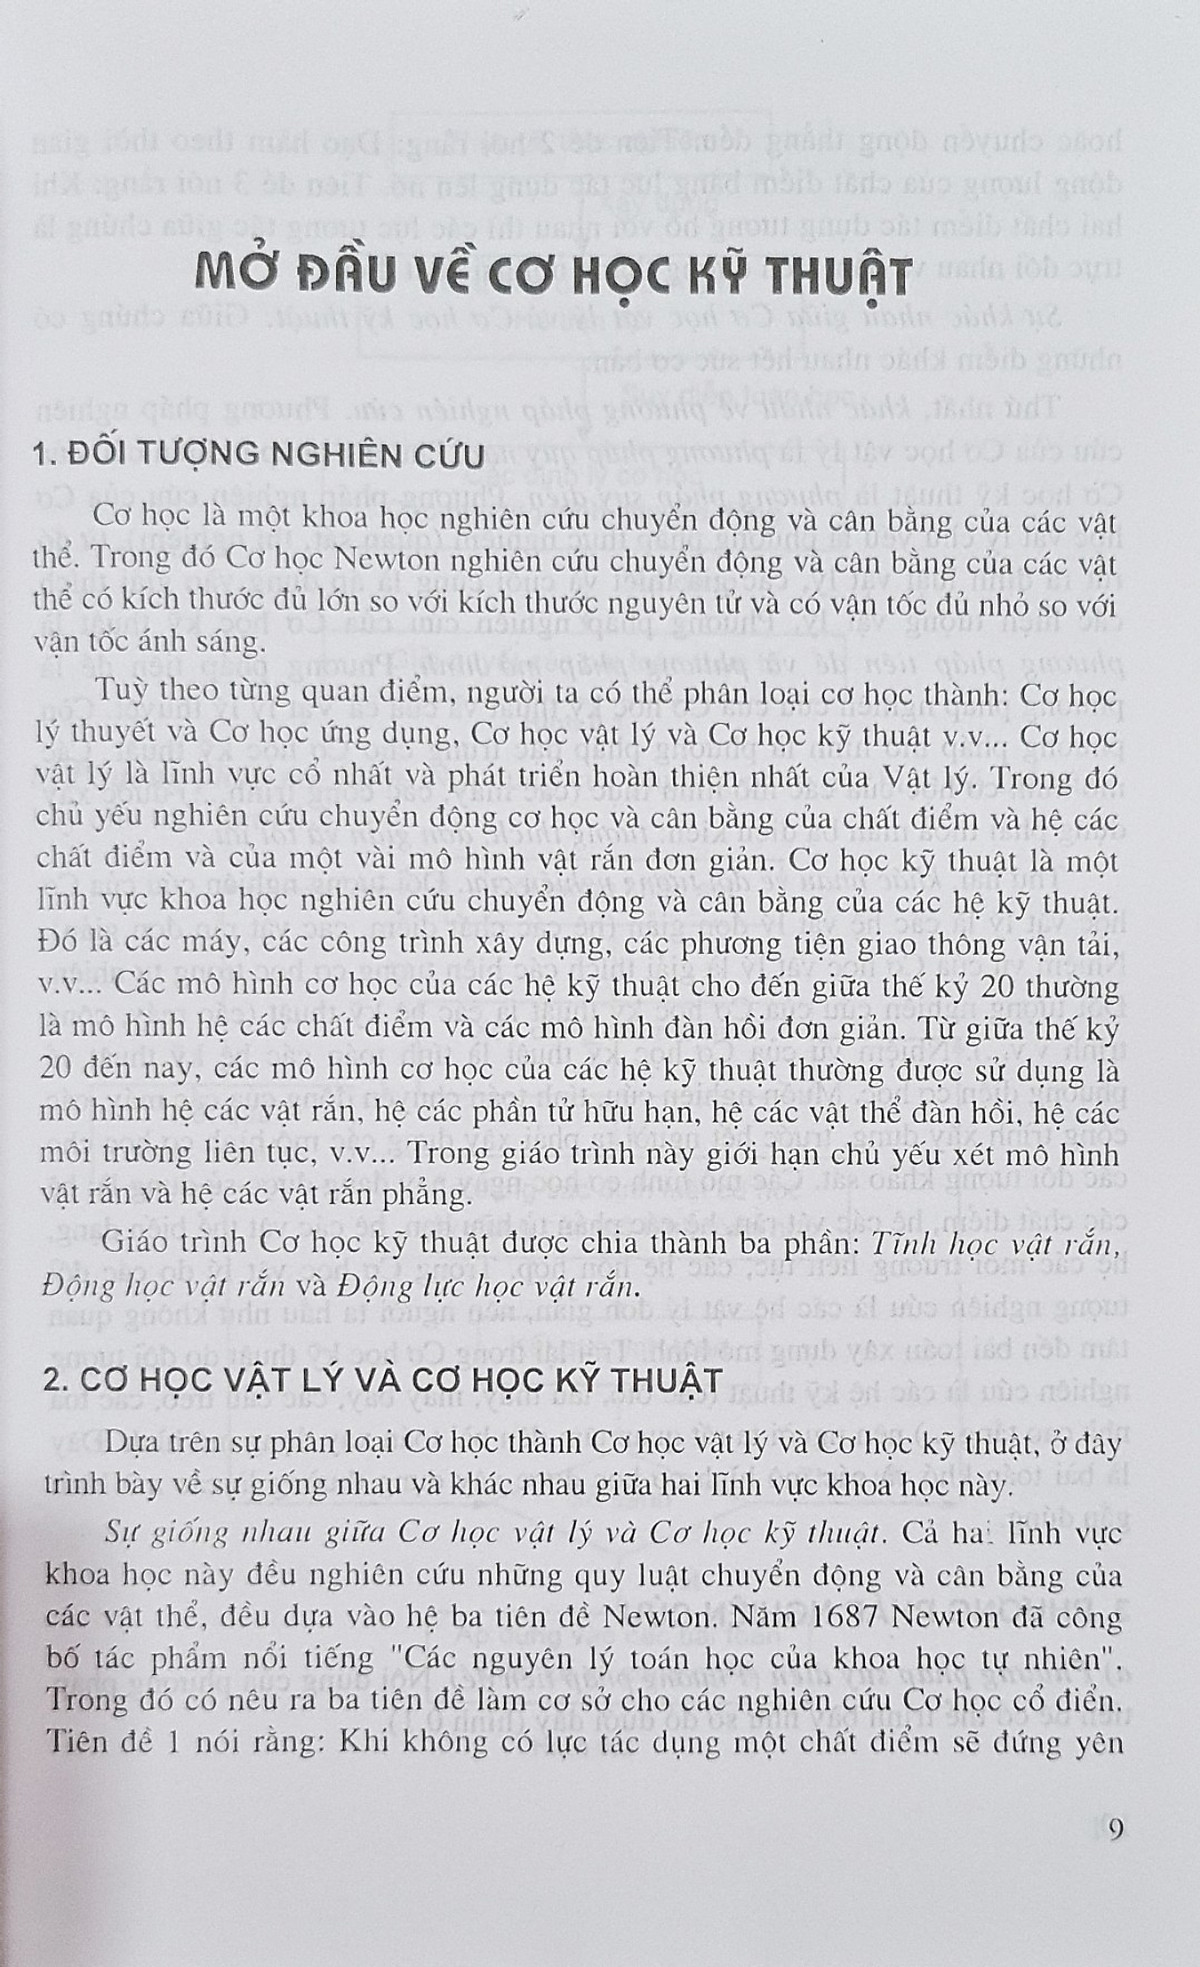 MỞ ĐẦU VỀ CƠ HỌC KỸ THUẬT
1. ĐỐI TƯỢNG NGHIÊN CỨU
Cơ học là một khoa học nghiên cứu chuyển động và cân bằng của các vật
thể. Trong đó Cơ học Newton nghiên cứu chuyển động và cân bằng của các vật
thể có kích thước đủ lớn so với kích thước nguyên tử và có vận tốc đủ nhỏ so với
vận tốc ánh sáng.
Tuỳ theo từng quan điểm, người ta có thể phân loại cơ học thành: Cơ học
lý thuyết và Cơ học ứng dụng, Cơ học vật lý và Cơ học kỹ thuật v.v... Cơ học
vật lý là lĩnh vực cổ nhất và phát triển hoàn thiện nhất của Vật lý. Trong đó
chủ yếu nghiên cứu chuyển động cơ học và cân bằng của chất điểm và hệ các
chất điểm và của một vài mô hình vật rắn đơn giản. Cơ học kỹ thuật là một
lĩnh vực khoa học nghiên cứu chuyển động và cân bằng của các hệ kỹ thuật.
Đó là các máy, các công trình xây dựng, các phương tiện giao thông vận tải,
v.v... Các mô hình cơ học của các hệ kỹ thuật cho đến giữa thế kỷ 20 thường
là mô hình hệ các chất điểm và các mô hình đàn hồi đơn giản. Từ giữa thế kỷ
20 đến nay, các mô hình cơ học của các hệ kỹ thuật thường được sử dụng là
mô hình hệ các vật rắn, hệ các phần tử hữu hạn, hệ các vật thể đàn hồi, hệ các
môi trường liên tục, v.v... Trong giáo trình này giới hạn chủ yếu xét mô hình
vật rắn và hệ các vật rắn phẳng.
Giáo trình Cơ học kỹ thuật được chia thành ba phần: Tĩnh học vật rắn,
Động học vật rắn và Động lực học vật rắn.
2. CƠ HỌC VẬT LÝ VÀ CƠ HỌC KỸ THUẬT
Dựa trên sự phân loại Cơ học thành Cơ học vật lý và Cơ học kỹ thuật, ở đây
trình bày về sự giống nhau và khác nhau giữa hai lĩnh vực khoa học này.
Sự giống nhau giữa Cơ học vật lý và Cơ học kỹ thuật. Cả hai lĩnh vực
khoa học này đều nghiên cứu những quy luật chuyển động và cân bằng của
các vật thể, đều dựa vào hệ ba tiên đề Newton. Năm 1687 Newton đã công
bố tác phẩm nổi tiếng "Các nguyên lý toán học của khoa học tự nhiên".
Trong đó có nêu ra ba tiên đề làm cơ sở cho các nghiên cứu Cơ học cổ điển.
Tiên đề 1 nói rằng: Khi không có lực tác dụng một chất điểm sẽ đứng yên
9